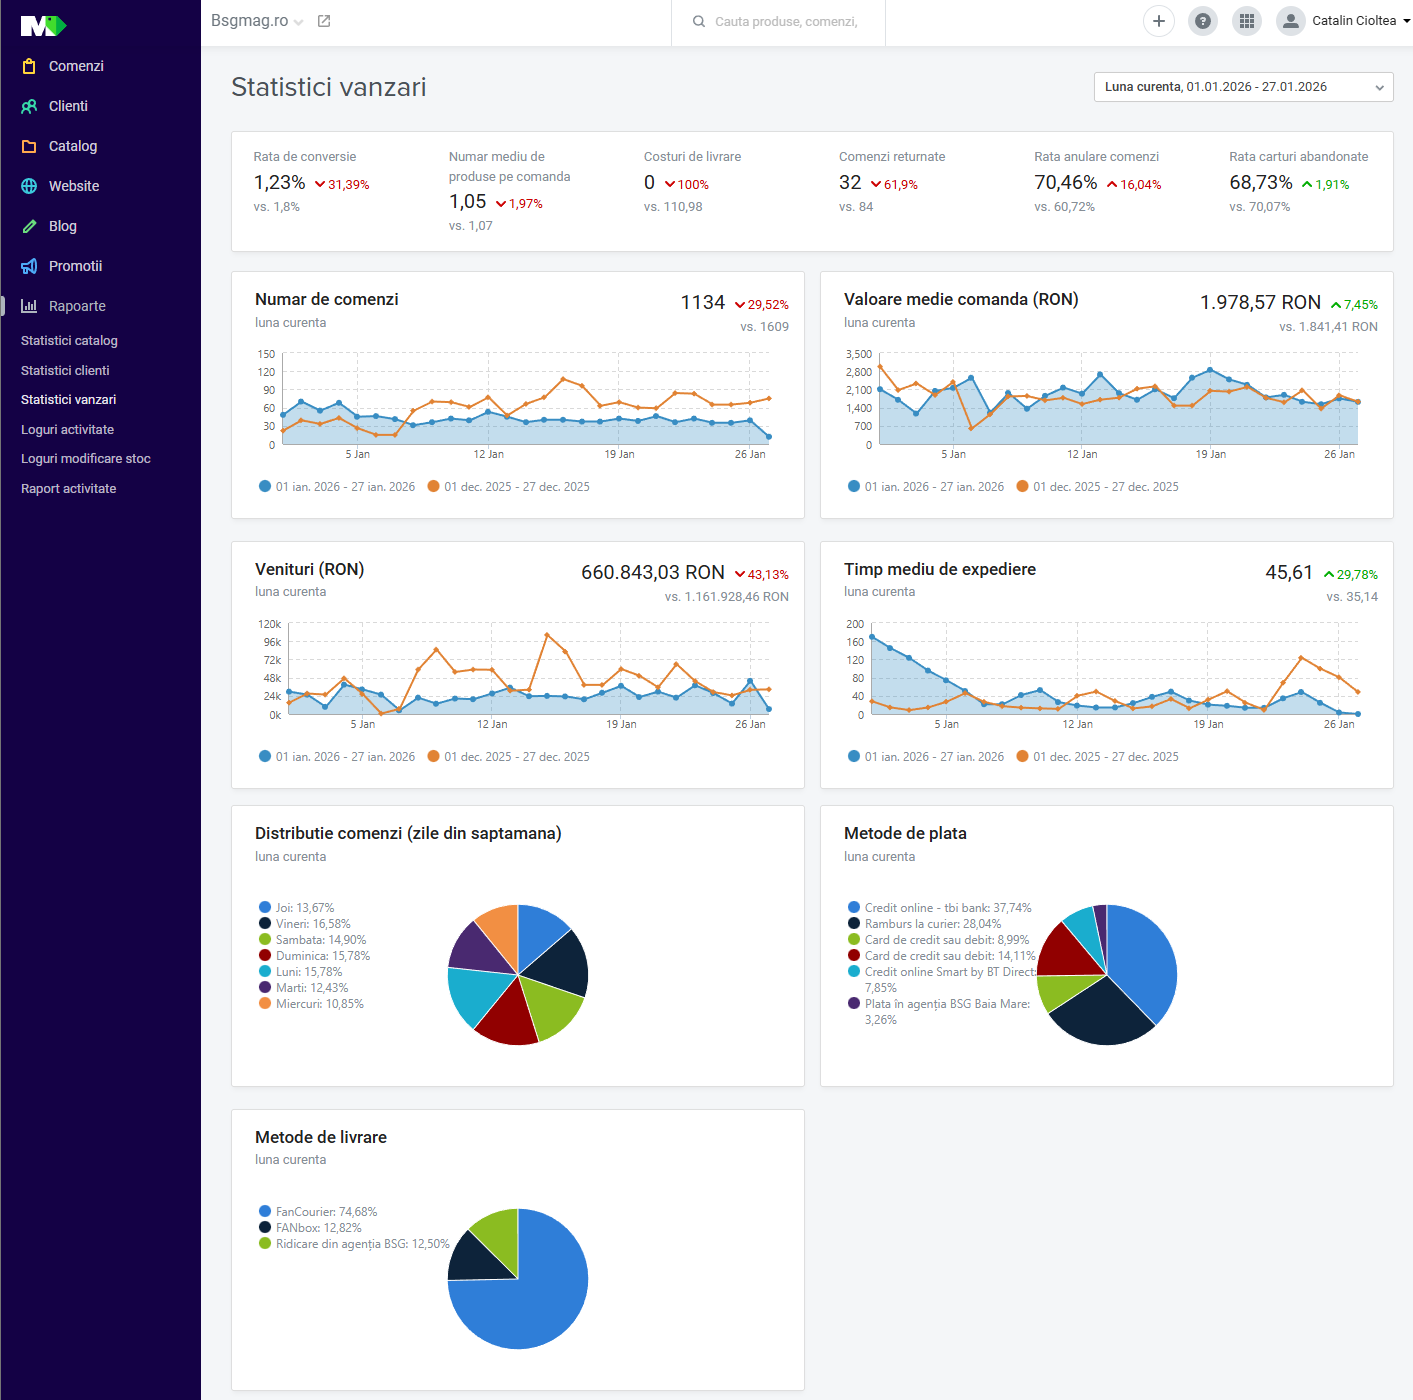 Bsgmag.ro
Cauta produse, comenzi,
Catalin Cioltea
Comenzi
Clienti
Catalog
Website
Blog
Promotii
Rapoarte
Statistici catalog
Statistici clienti
Statistici vanzari
Loguri activitate
Loguri modificare stoc
Raport activitate
Statistici vanzari
Luna curenta, 01.01.2026 - 27.01.2026
Rata de conversie
1,23% 31,39%
vs. 1,8%
Numar mediu de
produse pe comanda
1,05 1,97%
vs. 1,07
Costuri de livrare
0 100%
vs. 110,98
Comenzi returnate
32 61,9%
vs. 84
Rata anulare comenzi
70,46% 16,04%
vs. 60,72%
Rata carturi abandonate
68,73% 1,91%
vs. 70,07%
Numar de comenzi
luna curenta
1134 29,52%
vs. 1609
150
120
90
60
30
0
5 Jan 12 Jan 19 Jan 26 Jan
01 ian. 2026 - 27 ian. 2026 01 dec. 2025 - 27 dec. 2025
Valoare medie comanda (RON)
luna curenta
1.978,57 RON 7,45%
vs. 1.841,41 RON
3,500
2,800
2,100
1,400
700
0
5 Jan 12 Jan 19 Jan 26 Jan
01 ian. 2026 - 27 ian. 2026 01 dec. 2025 - 27 dec. 2025
Venituri (RON)
luna curenta
660.843,03 RON 43,13%
vs. 1.161.928,46 RON
120k
96k
72k
48k
24k
0k
5 Jan 12 Jan 19 Jan 26 Jan
01 ian. 2026 - 27 ian. 2026 01 dec. 2025 - 27 dec. 2025
Timp mediu de expediere
luna curenta
45,61 29,78%
vs. 35,14
200
160
120
80
40
0
5 Jan 12 Jan 19 Jan 26 Jan
01 ian. 2026 - 27 ian. 2026 01 dec. 2025 - 27 dec. 2025
Distributie comenzi (zile din saptamana)
luna curenta
Joi: 13,67%
Vineri: 16,58%
Sambata: 14,90%
Duminica: 15,78%
Luni: 15,78%
Marti: 12,43%
Miercuri: 10,85%
Metode de plata
luna curenta
Credit online - tbi bank: 37,74%
Ramburs la curier: 28,04%
Card de credit sau debit: 8,99%
Card de credit sau debit: 14,11%
Credit online Smart by BT Direct:
7,85%
Plata în agenția BSG Baia Mare:
3,26%
Metode de livrare
luna curenta
FanCourier: 74,68%
FANbox: 12,82%
Ridicare din agenția BSG: 12,50%